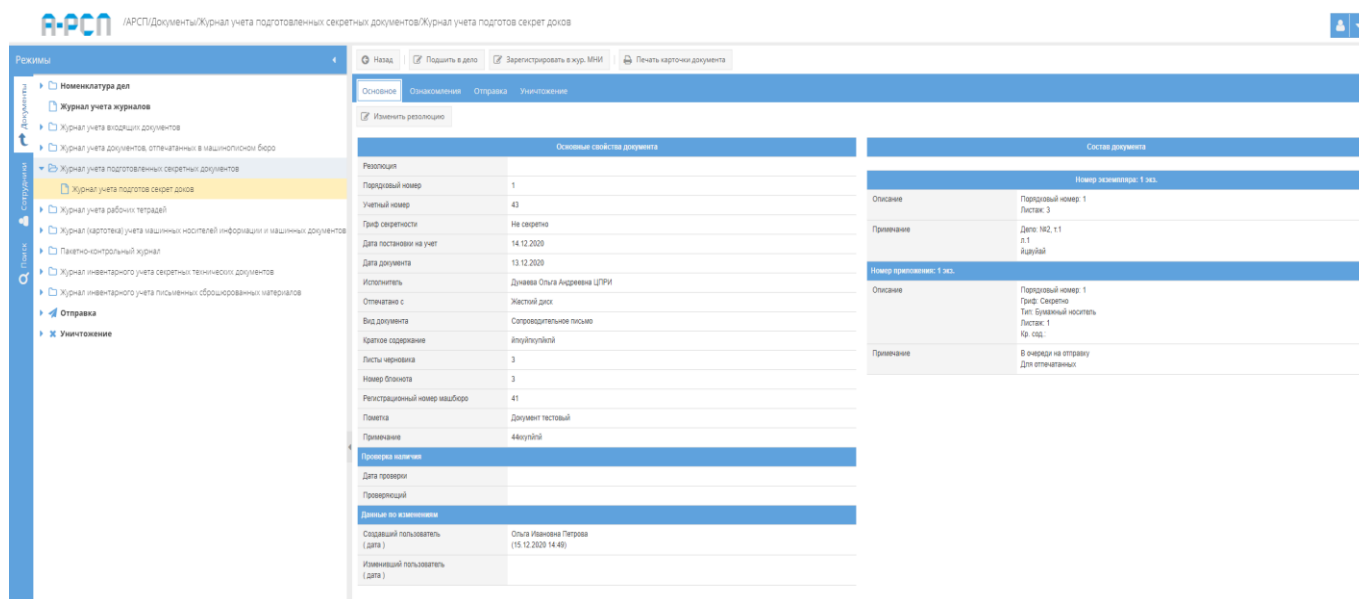 А-РСП
/АРСП/Документы/Журнал учета подготовленных секретных документов/Журнал учета подготов секрет доков
Режимы
Документы
Сотрудники
Поиск
Номенклатура дел
Журнал учета журналов
Журнал учета входящих документов
Журнал учета документов, отпечатанных в машинописном бюро
Журнал учета подготовленных секретных документов
Журнал учета подготов секрет доков
Журнал учета рабочих тетрадей
Журнал (картотека) учета машинных носителей информации и машинных документов
Пакетно-контрольный журнал
Журнал инвентарного учета секретных технических документов
Журнал инвентарного учета письменных сброшюрованных материалов
Отправка
Уничтожение
Назад
Подшить в дело
Зарегистрировать в жур. МНИ
Печать карточки документа
Основное Ознакомления Отправка Уничтожение
Изменить резолюцию
Основные свойства документа
Резолюция
Порядковый номер 1
Учетный номер 43
Гриф секретности Не секретно
Дата постановки на учет 14.12.2020
Дата документа 13.12.2020
Исполнитель Дунаева Ольга Андреевна ЦПРИ
Отпечатано с Жесткий диск
Вид документа Сопроводительное письмо
Краткое содержание
Листы черновика 3
Номер блокнота 3
Регистрационный номер машбюро 41
Пометка Документ тестовый
Примечание
Проверка наличия
Дата проверки
Проверяющий
Данные по изменениям
Создавший пользователь Ольга Ивановна Петрова
( дата ) (15.12.2020 14:49)
Изменивший пользователь
( дата )
Состав документа
Номер экземпляра: 1 экз.
Описание Порядковый номер: 1
Листаж: 3
Примечание Дело: №2, т.1
л.1
Номер приложения: 1 экз.
Описание Порядковый номер: 1
Гриф: Секретно
Тип: Бумажный носитель
Листаж: 1
Кр. сод.:
Примечание В очереди на отправку
Для отпечатанных